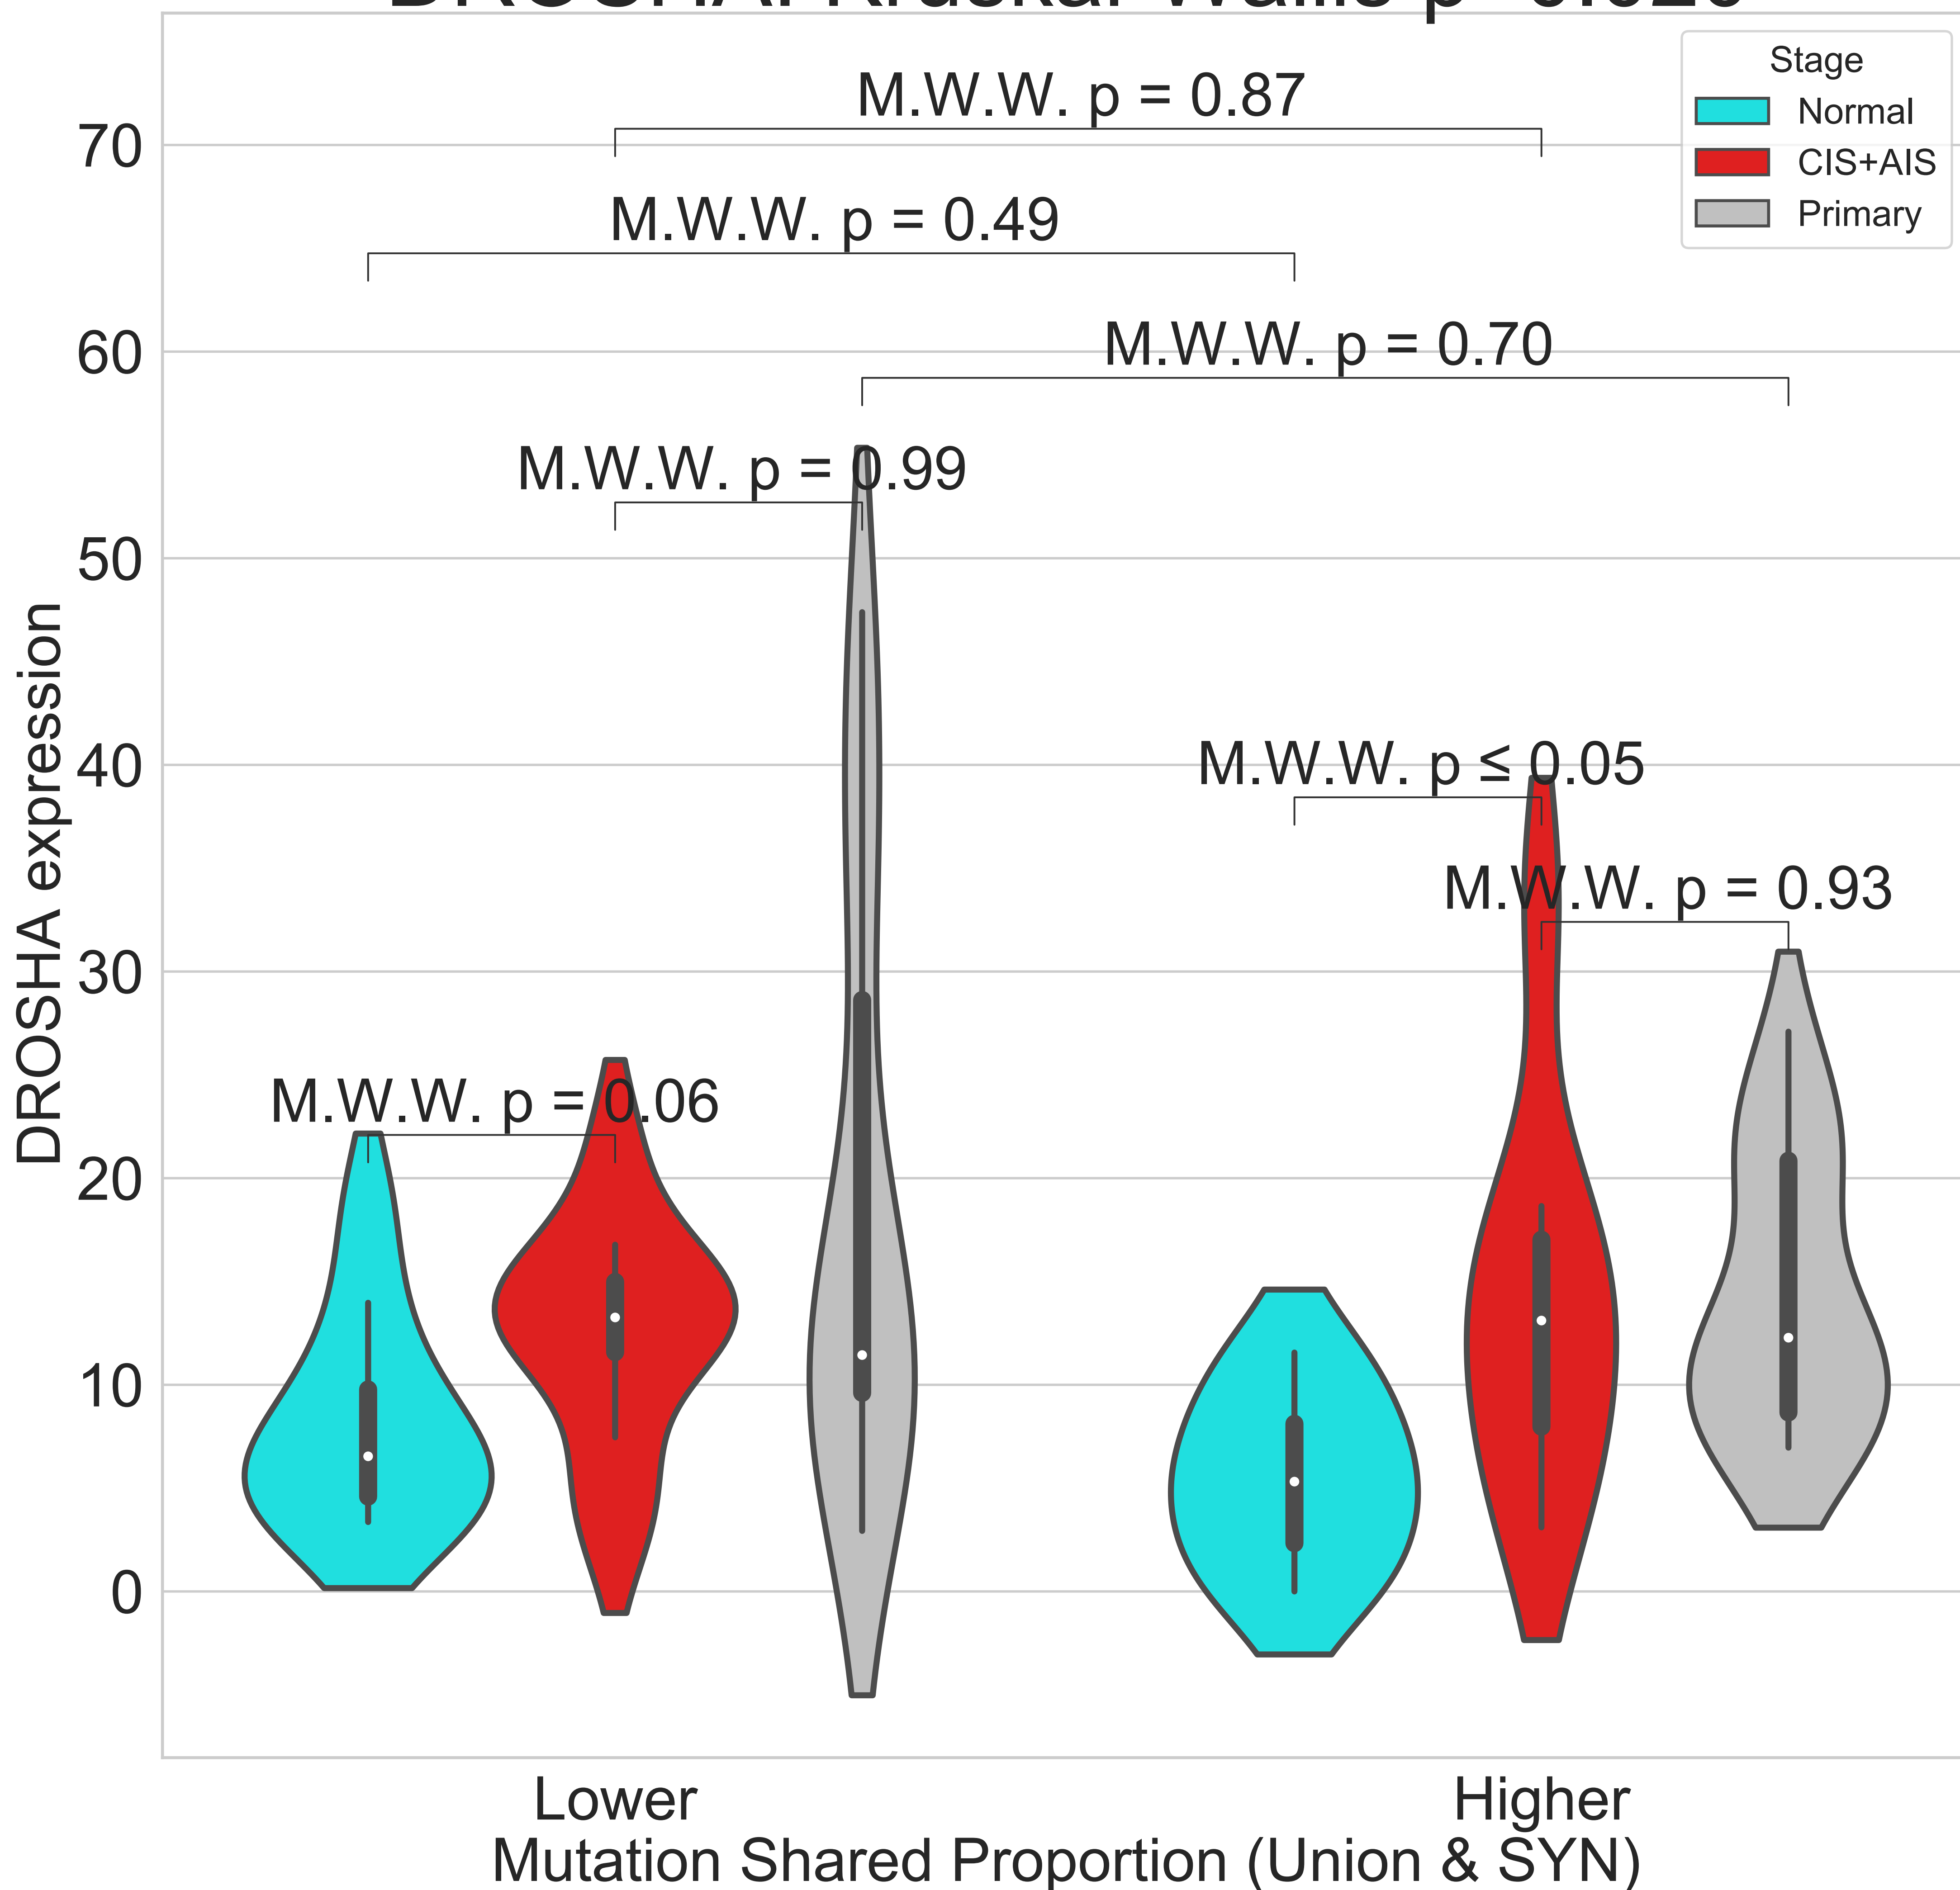 Stage
Normal
CIS+AIS
Primary
M.W.W. p = 0.87
M.W.W. p = 0.49
M.W.W. p = 0.70
M.W.W. p = 0.99
M.W.W. p ≤ 0.05
M.W.W. p = 0.93
M.W.W. p = 0.06
70
60
50
40
30
20
10
0
DROSHA expression
Lower
Higher
Mutation Shared Proportion (Union & SYN)